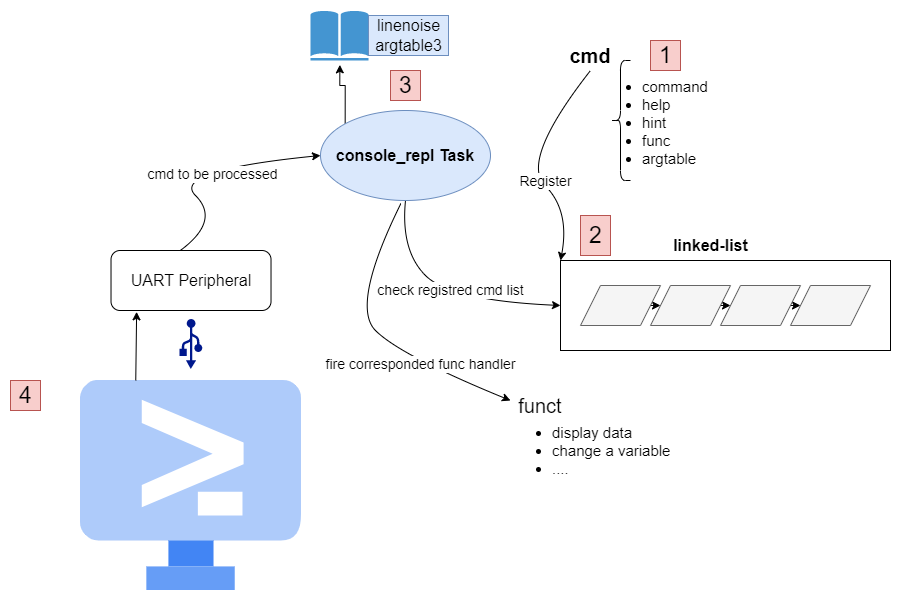 linenoise
argtable3
3
console_repl Task
cmd
1
command
help
hint
func
argtable
Register
2
linked-list
cmd to be processed
UART Peripheral
check registred cmd list
fire corresponded func handler
funct
display data
change a variable
....
4